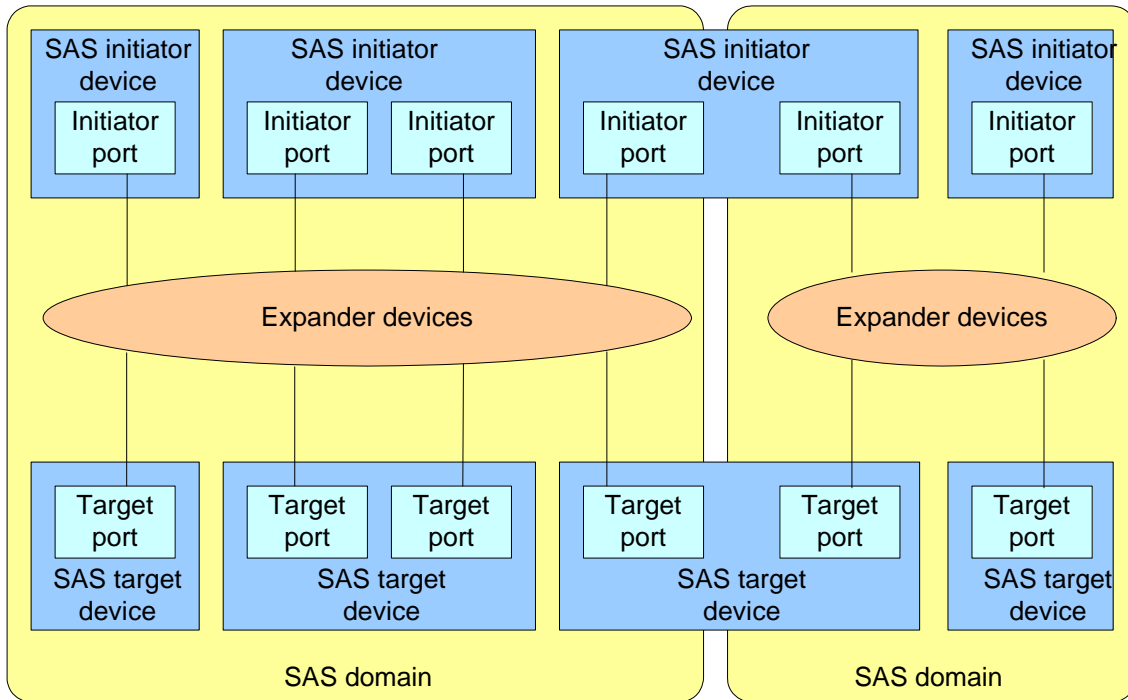 SAS initiator
device
Initiator
port
SAS initiator
device
Initiator
port
Initiator
port
SAS initiator
device
Initiator
port
Initiator
port
SAS initiator
device
Initiator
port
Expander devices
Expander devices
Target
port
SAS target
device
Target
port
Target
port
SAS target
device
Target
port
Target
port
SAS target
device
Target
port
SAS target
device
SAS domain
SAS domain